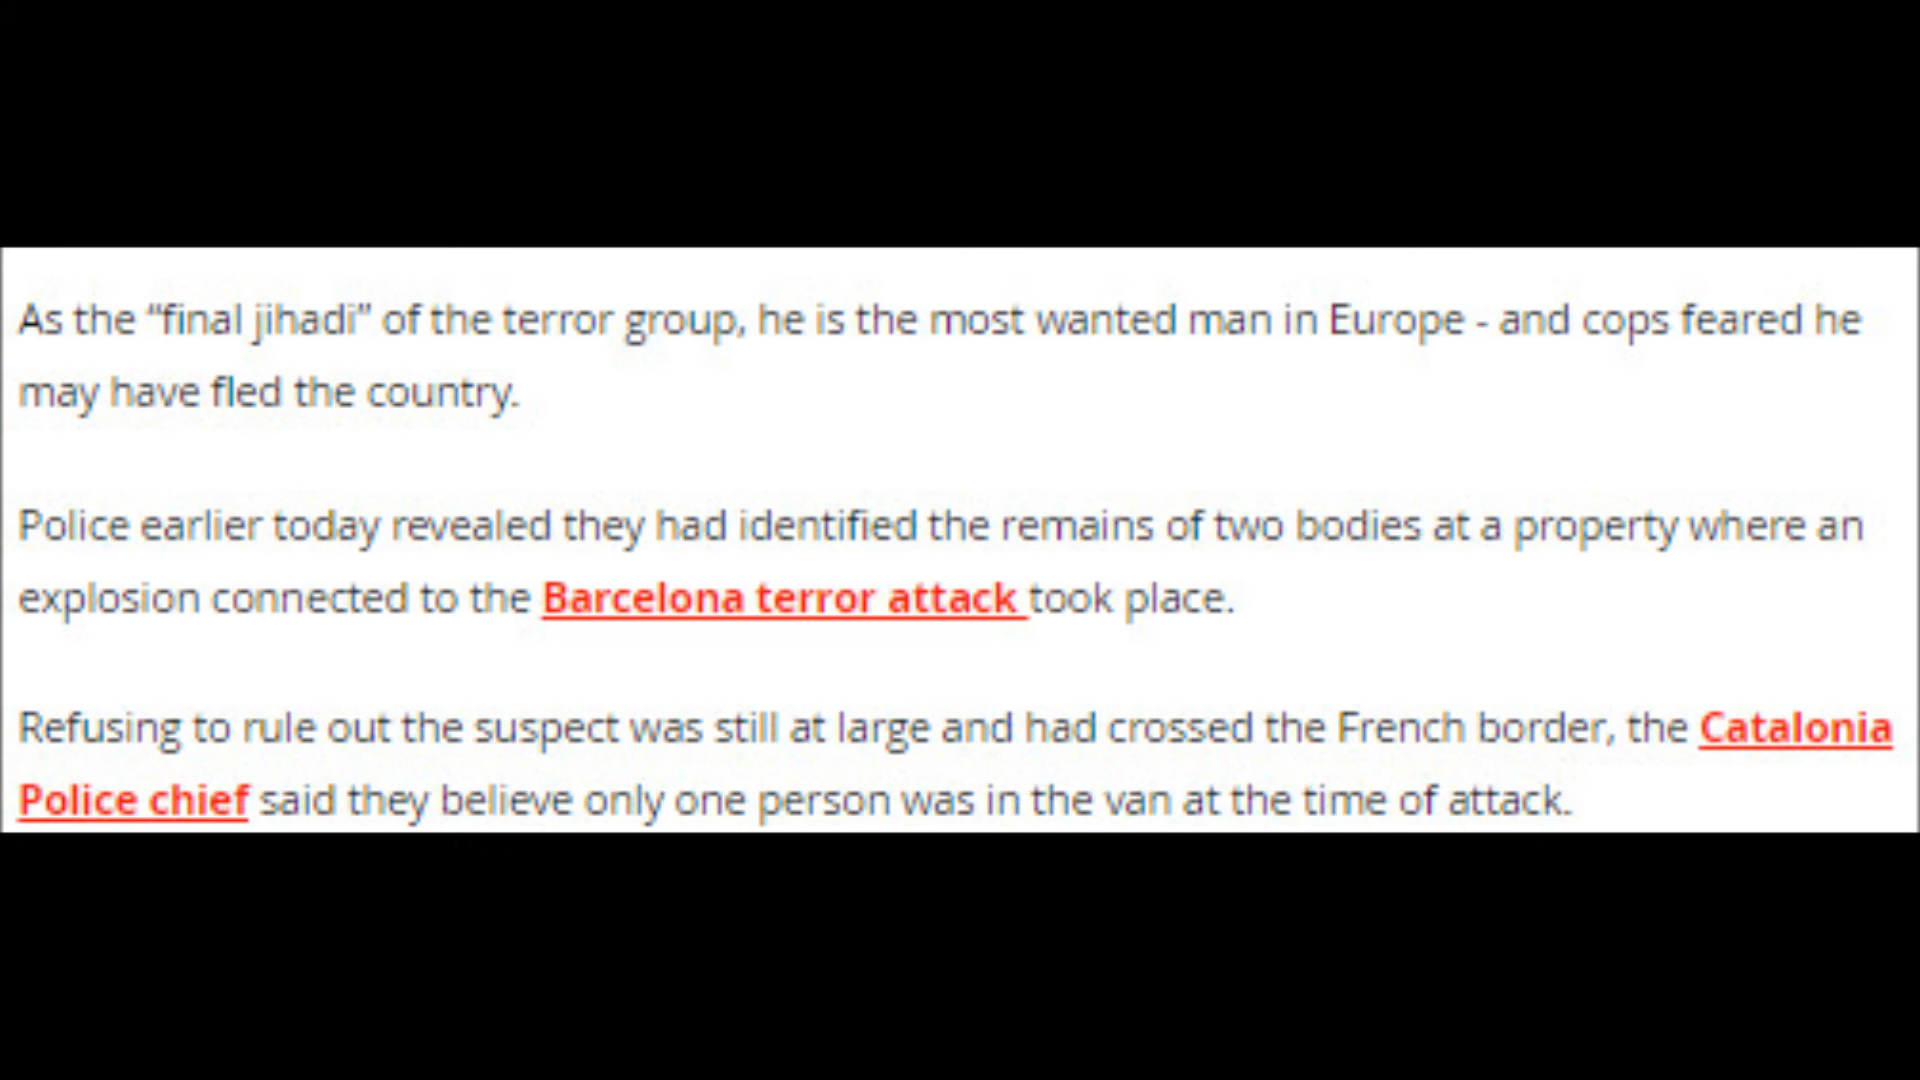 As the “final jihadi” of the terror group, he is the most wanted man in Europe - and cops feared he
may have fled the country.
Police earlier today revealed they had identified the remains of two bodies at a property where an
explosion connected to the Barcelona terror attack took place.
Refusing to rule out the suspect was still at large and had crossed the French border, the Catalonia
Police chief said they believe only one person was in the van at the time of attack.